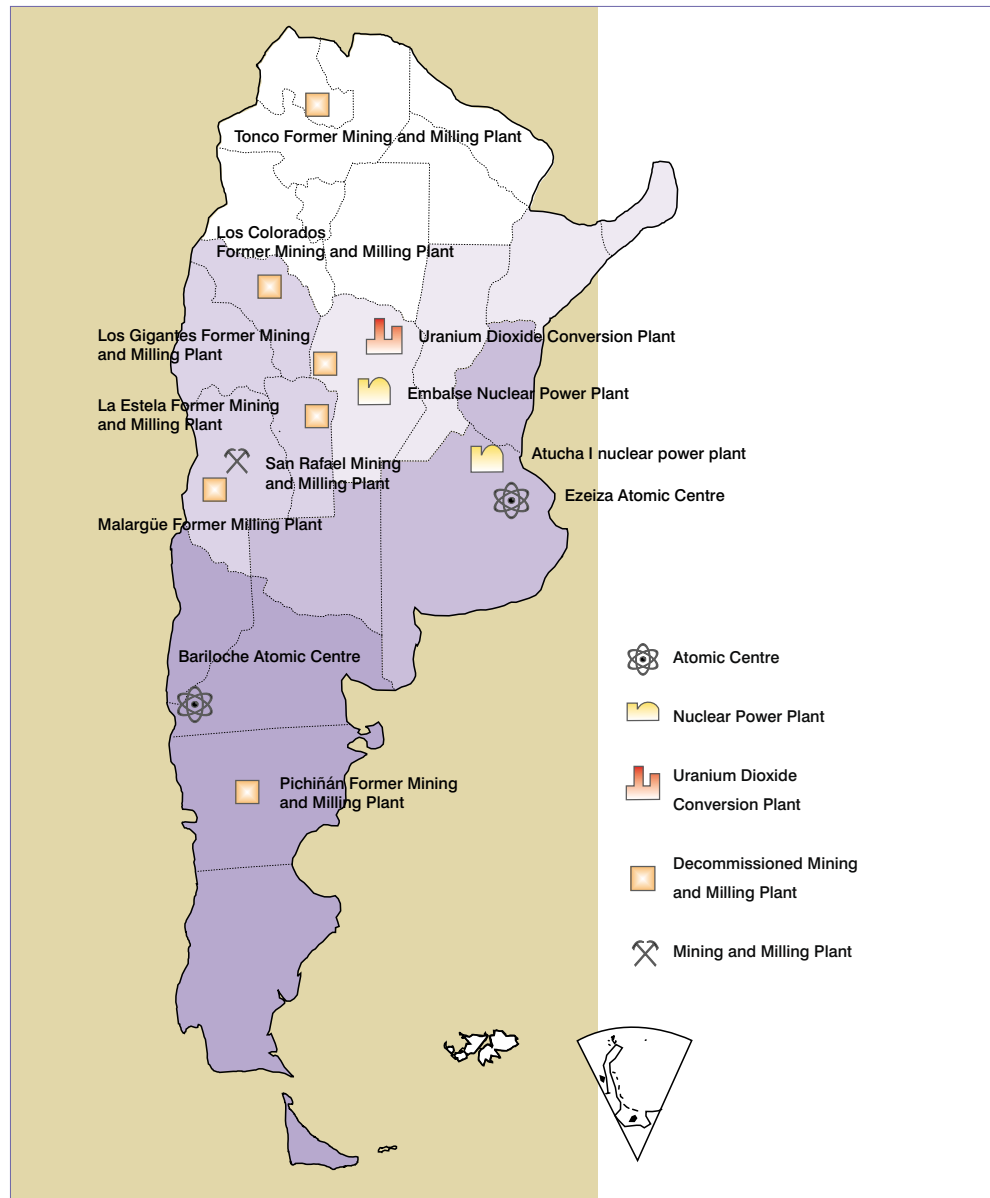 Tonco Former Mining and Milling Plant
Los Colorados
Former Mining and Milling Plant
Los Gigantes Former Mining
and Milling Plant
Uranium Dioxide Conversion Plant
Embalse Nuclear Power Plant
La Estela Former Mining
and Milling Plant
Atucha I nuclear power plant
San Rafael Mining
and Milling Plant
Ezeiza Atomic Centre
Malargüe Former Milling Plant
Bariloche Atomic Centre
Pichiñán Former Mining
and Milling Plant
Atomic Centre
Nuclear Power Plant
Uranium Dioxide
Conversion Plant
Decommissioned Mining
and Milling Plant
Mining and Milling Plant